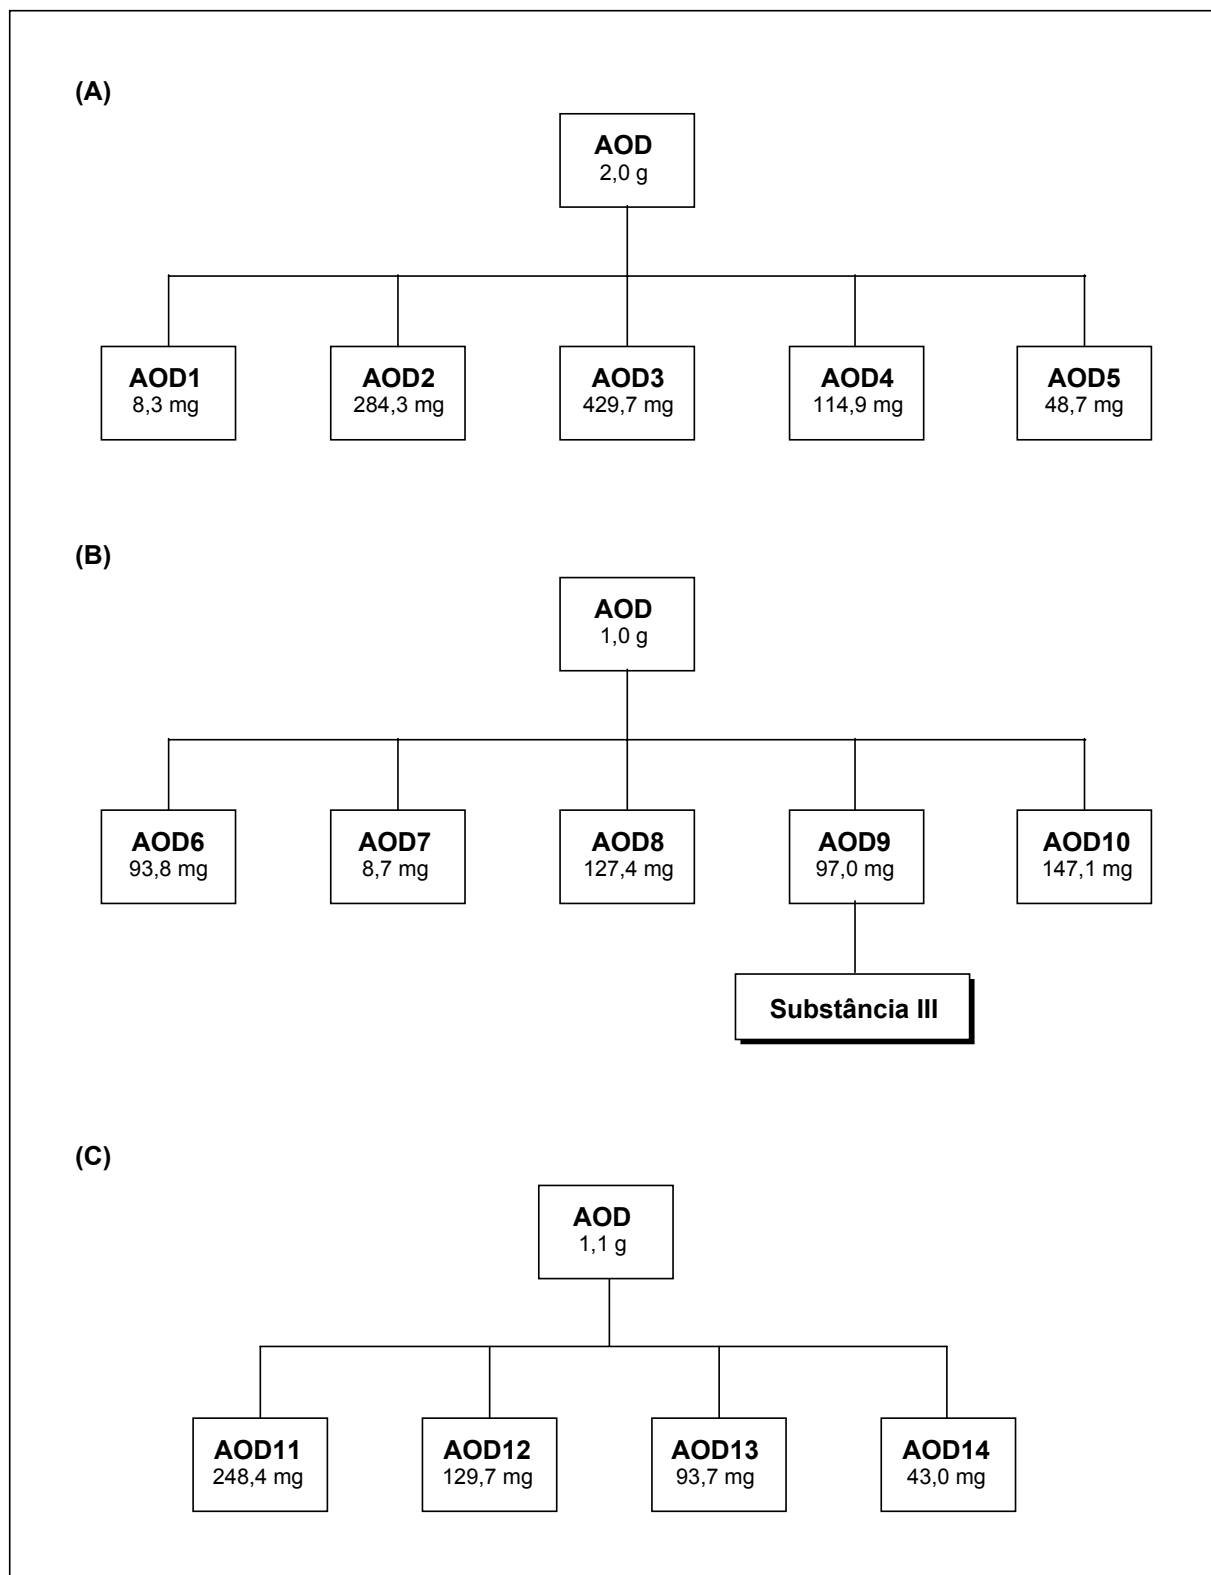 (A)
AOD
2,0 g
AOD1
8,3 mg
AOD2
284,3 mg
AOD3
429,7 mg
AOD4
114,9 mg
AOD5
48,7 mg
(B)
AOD
1,0 g
AOD6
93,8 mg
AOD7
8,7 mg
AOD8
127,4 mg
AOD9
97,0 mg
AOD10
147,1 mg
Substância III
(C)
AOD
1,1 g
AOD11
248,4 mg
AOD12
129,7 mg
AOD13
93,7 mg
AOD14
43,0 mg